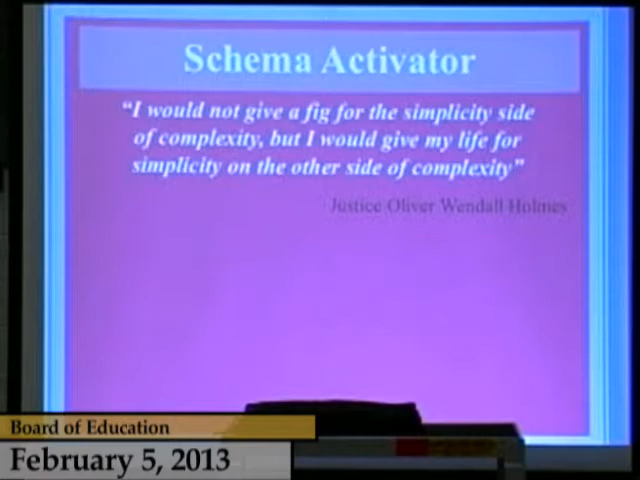 Schema Activator
“I would not give a fig for the simplicity side
of complexity, but I would give my life for
simplicity on the other side of complexity”
Justice Oliver Wendall Holmes
Board of Education
February 5, 2013